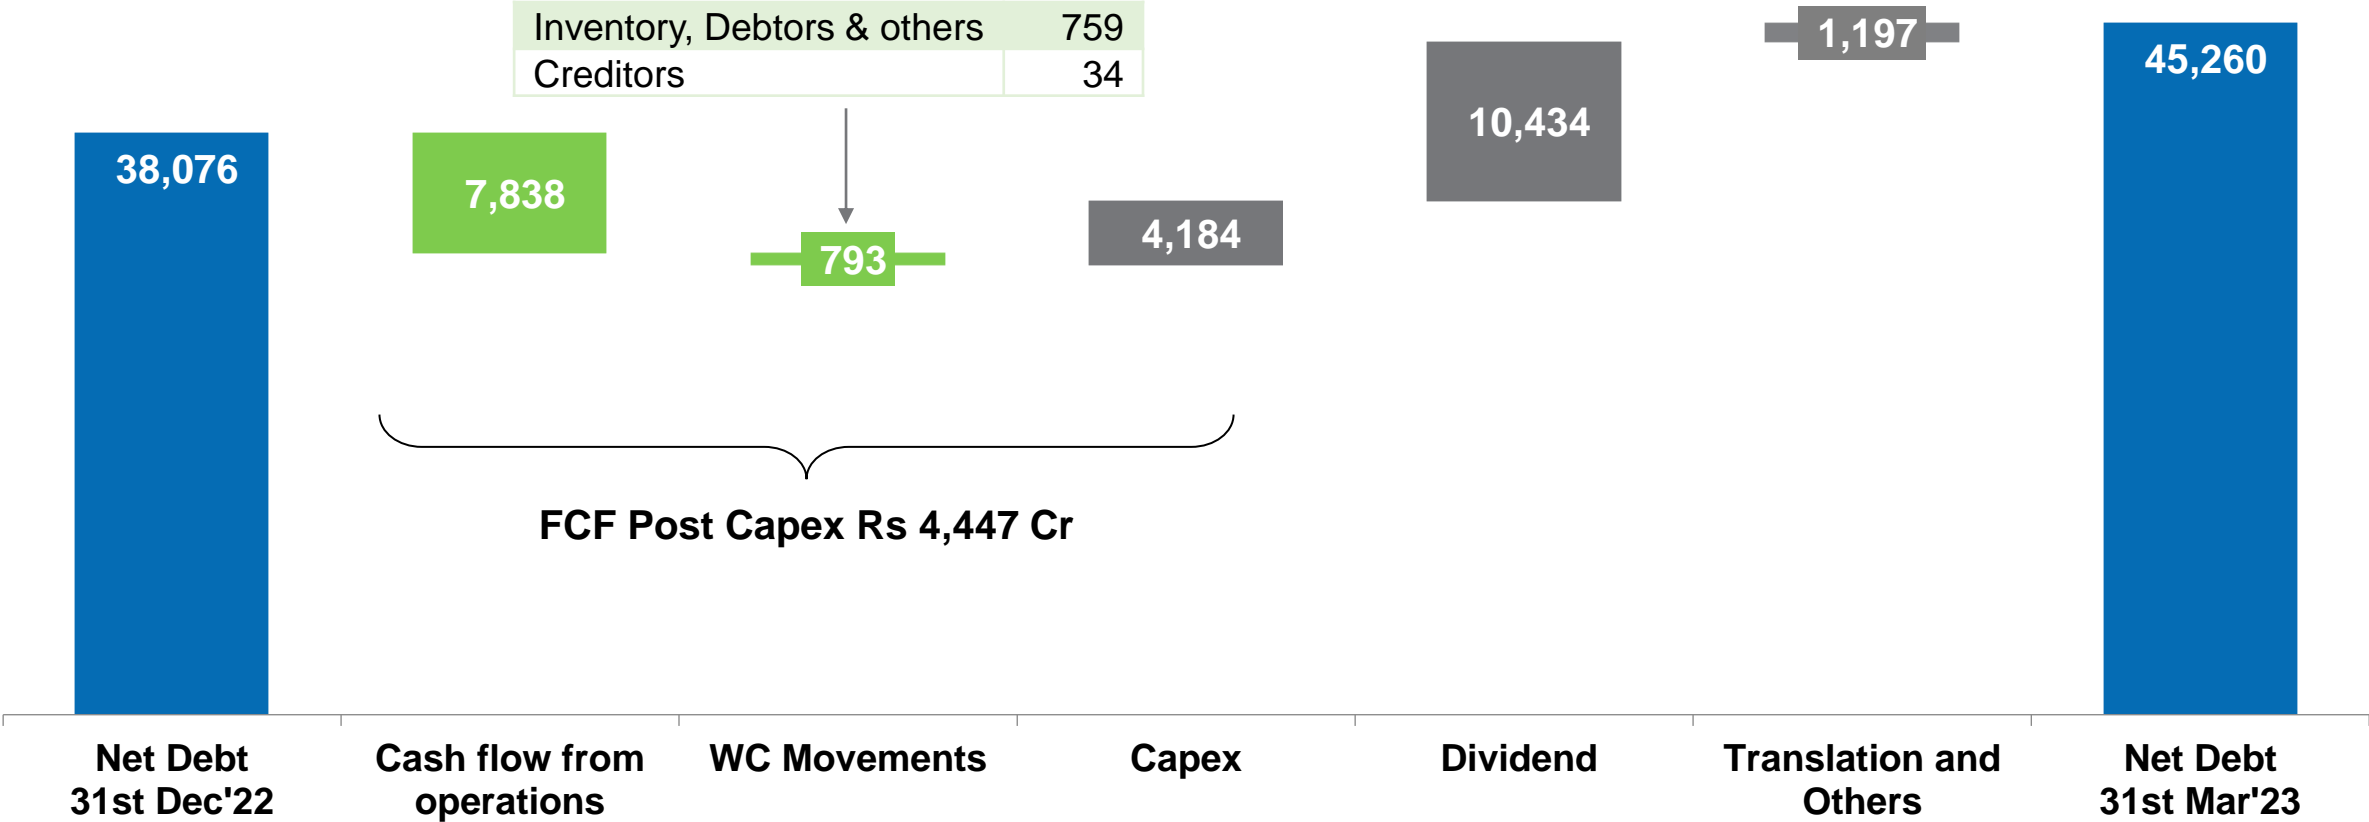 Inventory, Debtors & others 759
Creditors 34
38,076
7,838
793
4,184
10,434
1,197
45,260
FCF Post Capex Rs 4,447 Cr
Net Debt
31st Dec'22
Cash flow from
operations
WC Movements
Capex
Dividend
Translation and
Others
Net Debt
31st Mar'23